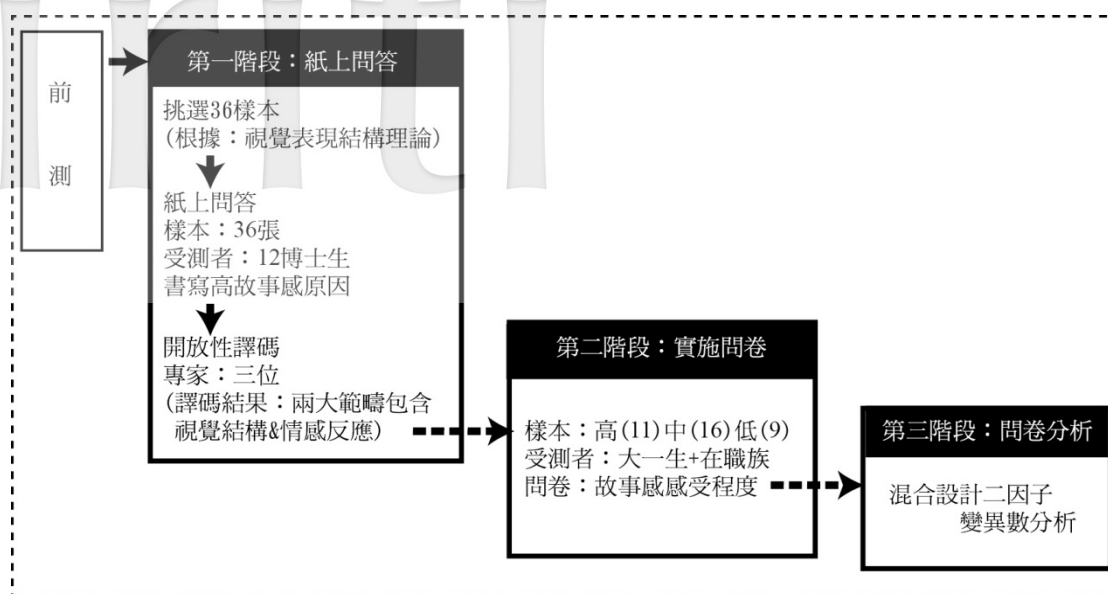 前
測
第一階段：紙上問答
挑選36樣本
(根據：視覺表現結構理論)
紙上問答
樣本：36張
受測者：12博士生
書寫高故事感原因
開放性譯碼
專家：三位
(譯碼結果：兩大範疇包含
視覺結構&情感反應)
第二階段：實施問卷
樣本：高(11)中(16)低(9)
受測者：大一生+在職族
問卷：故事感感受程度
第三階段：問卷分析
混合設計二因子
變異數分析